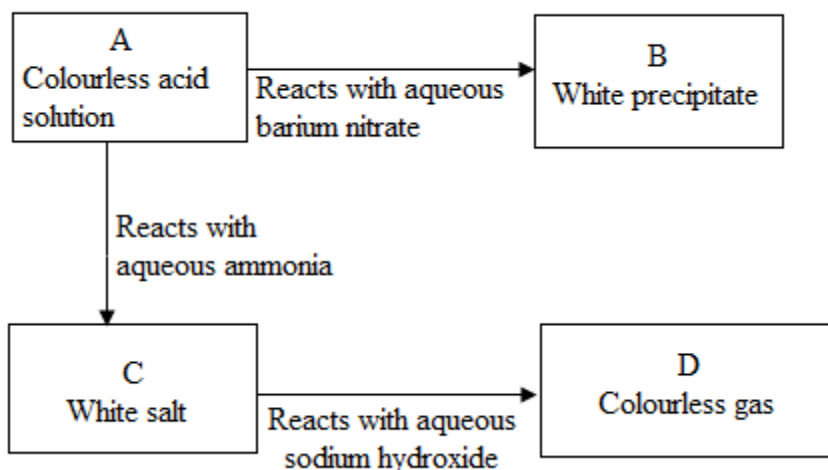 A
Colourless acid
solution
Reacts with aqueous
barium nitrate
B
White precipitate
Reacts with
aqueous ammonia
C
White salt
Reacts with aqueous
sodium hydroxide
D
Colourless gas